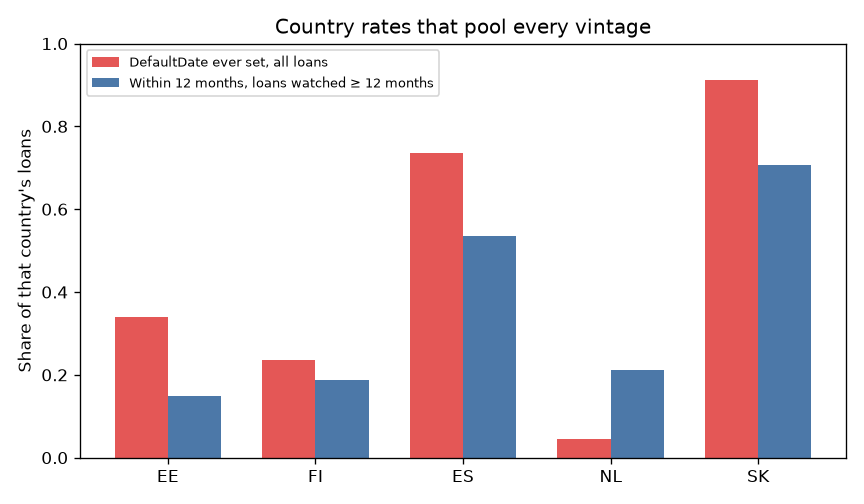 Country rates that pool every vintage
DefaultDate ever set, all loans
Within 12 months, loans watched ≥ 12 months
Share of that country's loans
1.0
0.8
0.6
0.4
0.2
0.0
EE FI ES NL SK